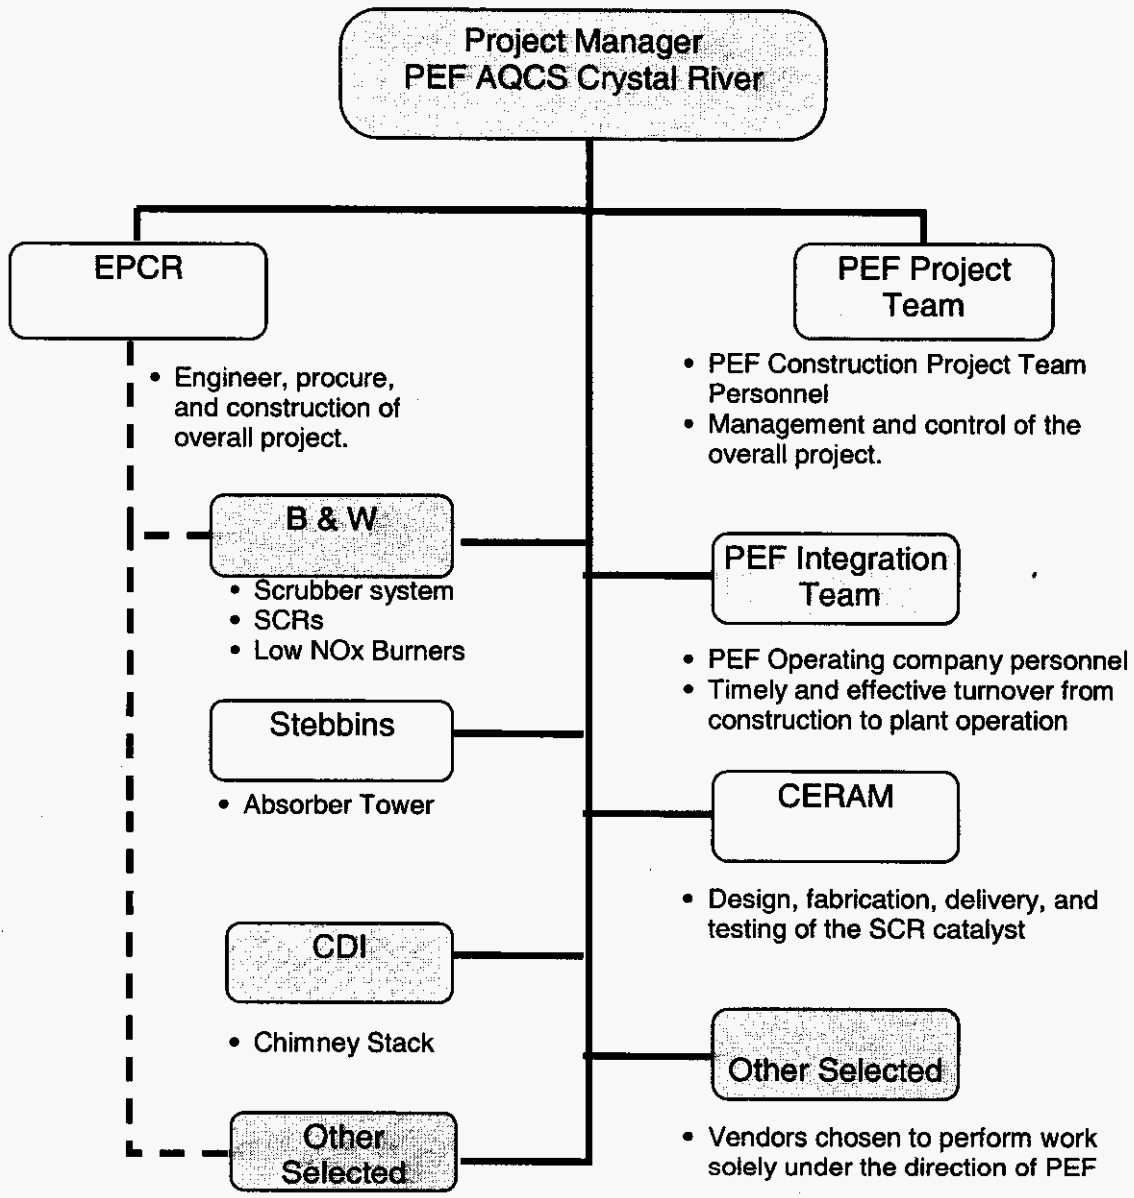 Project Manager
PEF AQCS Crystal River
EPCR
• Engineer, procure,
and construction of
overall project.
PEF Project
Team
• PEF Construction Project Team
Personnel
• Management and control of the
overall project.
B & W
• Scrubber system
• SCRs
• Low NOx Burners
PEF Integration
Team
• PEF Operating company personnel
• Timely and effective turnover from
construction to plant operation
Stebbins
• Absorber Tower
CERAM
• Design, fabrication, delivery, and
testing of the SCR catalyst
CDI
• Chimney Stack
Other Selected
• Vendors chosen to perform work
solely under the direction of PEF
Other
Selected